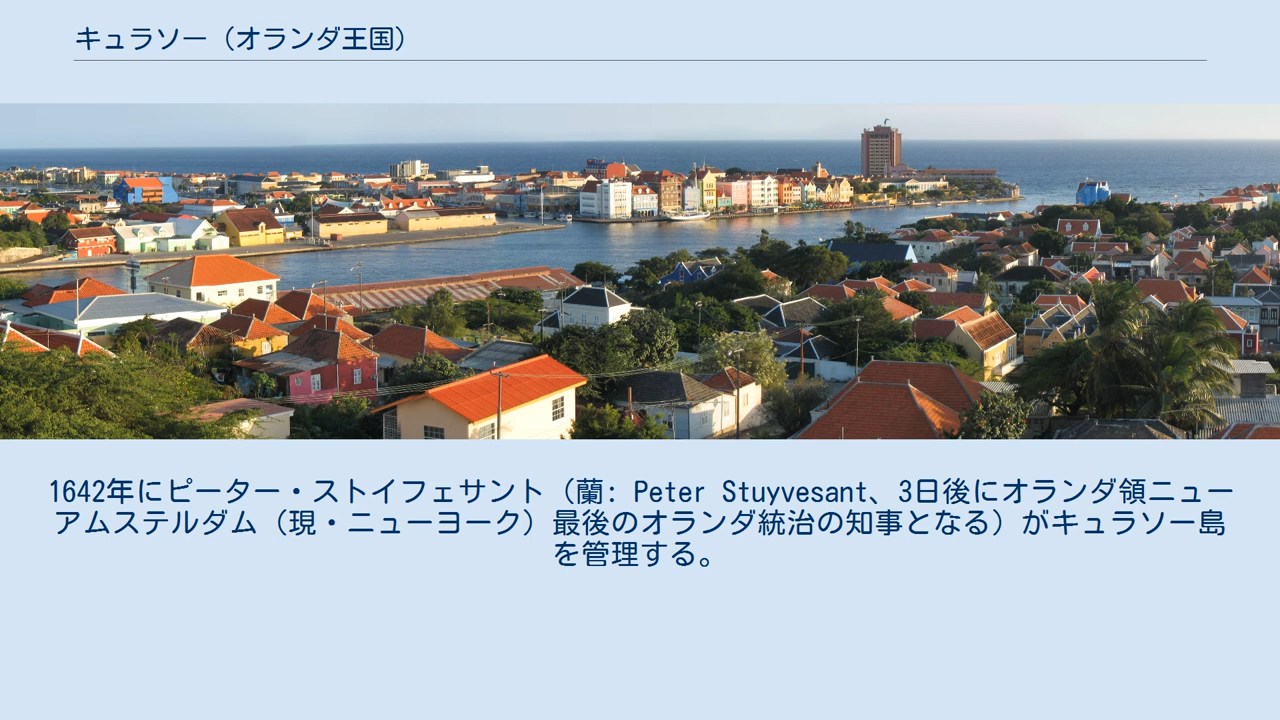 キュラソー（オランダ王国）
1642年にピーター・ストイフェサント（蘭: Peter Stuyvesant、3日後にオランダ領ニュー
アムステルダム（現・ニューヨーク）最後のオランダ統治の知事となる）がキュラソー島
を管理する。